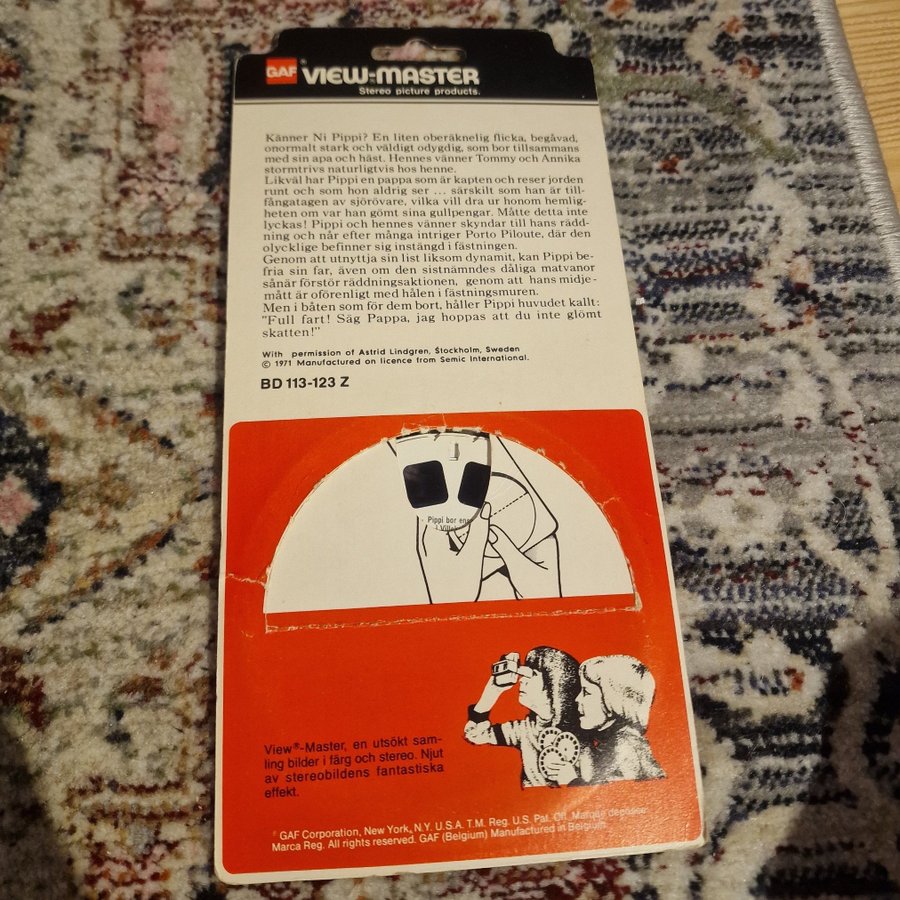 GAF® VIEW-MASTER
Stereo picture products.
Känner Ni Pippi? En liten oberäknelig flicka, begåvad,
onormalt stark och väldigt odygdig, som bor tillsammans
med sin apa och häst. Hennes vänner Tommy och Annika
stormtrivs naturligtvis hos henne.
Likväl har Pippi en pappa som är kapten och reser jorden
runt och som hon aldrig ser ... särskilt som han är till-
fångatagen av sjörövare, vilka vill dra ur honom hemlig-
heten om var han gömt sina gullpengar. Måtte detta inte
lyckas! Pippi och hennes vänner skyndar till hans rädd-
ning och når efter många intriger Porto Piloute, där den
olycklige befinner sig instängd i fästningen.
Genom att utnyttja sin list liksom dynamit, kan Pippi be-
fria sin far, även om den sistnämndes dåliga matvanor
sånär förstör räddningsaktionen, genom att hans midje-
mått är oförenligt med hålen i fästningsmuren.
Men i båten som för dem bort, håller Pippi huvudet kallt:
"Full fart! Säg Pappa, jag hoppas att du inte glömt
skatten!"
With permission of Astrid Lindgren, Stockholm, Sweden
© 1971 Manufactured on licence from Semic International.
BD 113-123 Z
Pippi bor ens
i Ville
View®-Master, en utsökt sam-
ling bilder i färg och stereo. Njut
av stereobildens fantastiska
effekt.
® GAF Corporation, New York, N.Y. U.S.A. T.M. Reg. U.S. Pat. Off. Marque déposée.
Marca Reg. All rights reserved. GAF (Belgium) Manufactured in Belgium.